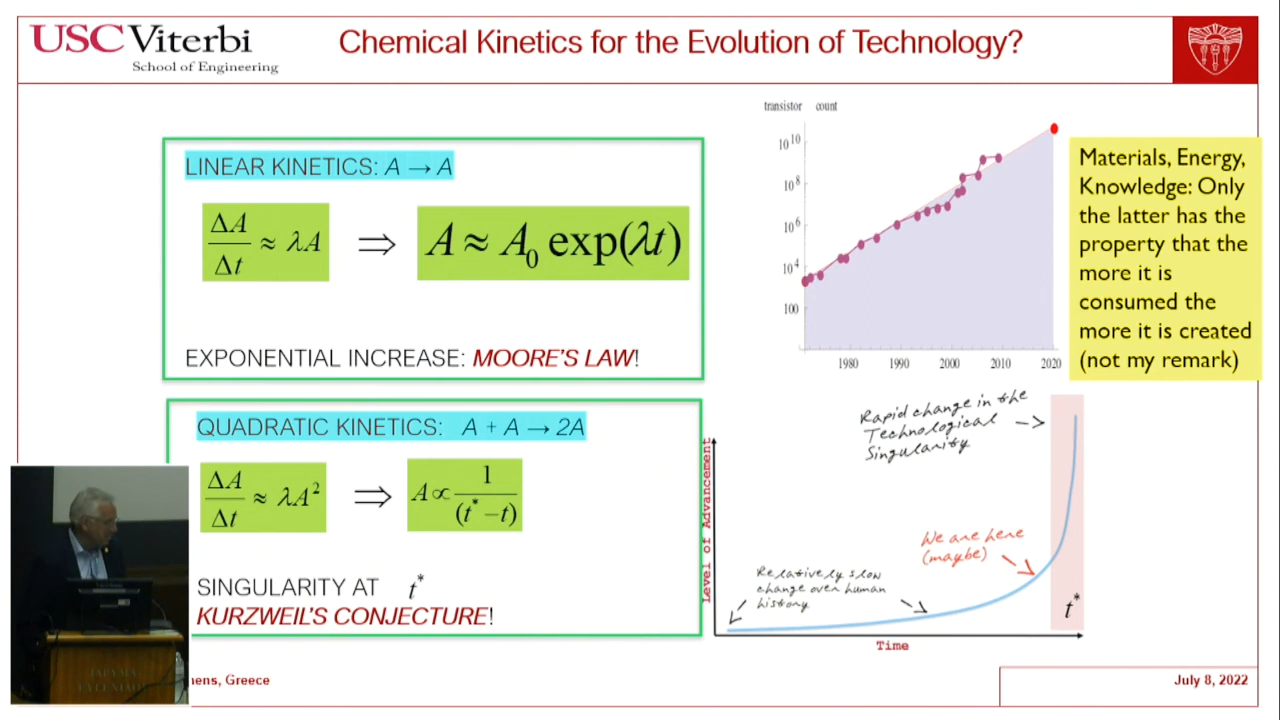 USC Viterbi
School of Engineering
Chemical Kinetics for the Evolution of Technology?
LINEAR KINETICS: A → A
ΔA/Δt ≈ λA ⇒ A ≈ A₀ exp(λt)
EXPONENTIAL INCREASE: MOORE'S LAW!
QUADRATIC KINETICS: A + A → 2A
ΔA/Δt ≈ λA² ⇒ A ∝ 1/(t* – t)
SINGULARITY AT t*
KURZWEIL'S CONJECTURE!
transistor count
10¹⁰
10⁸
10⁶
10⁴
100
1980 1990 2000 2010 2020
Materials, Energy,
Knowledge: Only
the latter has the
property that the
more it is
consumed the
more it is created
(not my remark)
Rapid change in the
Technological
Singularity
We are here
(maybe)
Relatively slow
change over human
history
Level of Advancement
t*
Time
ΙΔΡΥΜΑ
ΕΥΓΕΝΙΔΟΥ
hens, Greece
July 8, 2022